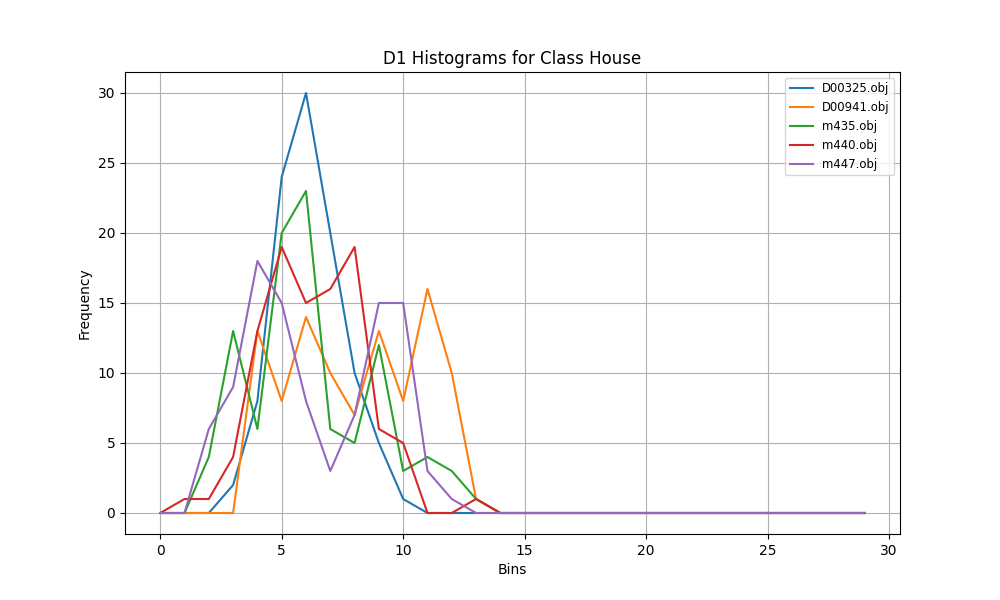 D1 Histograms for Class House
D00325.obj
D00941.obj
m435.obj
m440.obj
m447.obj
Frequency
30
25
20
15
10
5
0
0 5 10 15 20 25 30
Bins